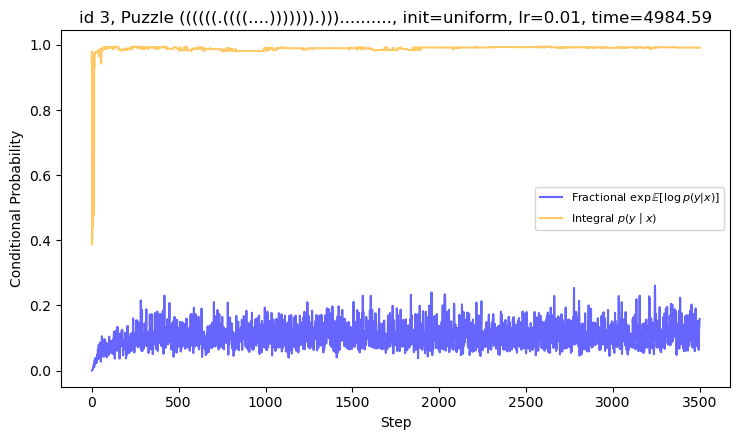 id 3, Puzzle ((((((.((((....))))))).))).........., init=uniform, lr=0.01, time=4984.59
1.0
0.8
0.6
0.4
0.2
0.0
Conditional Probability
Fractional exp𝔼[log p(y|x)]
Integral p(y | x)
0 500 1000 1500 2000 2500 3000 3500
Step